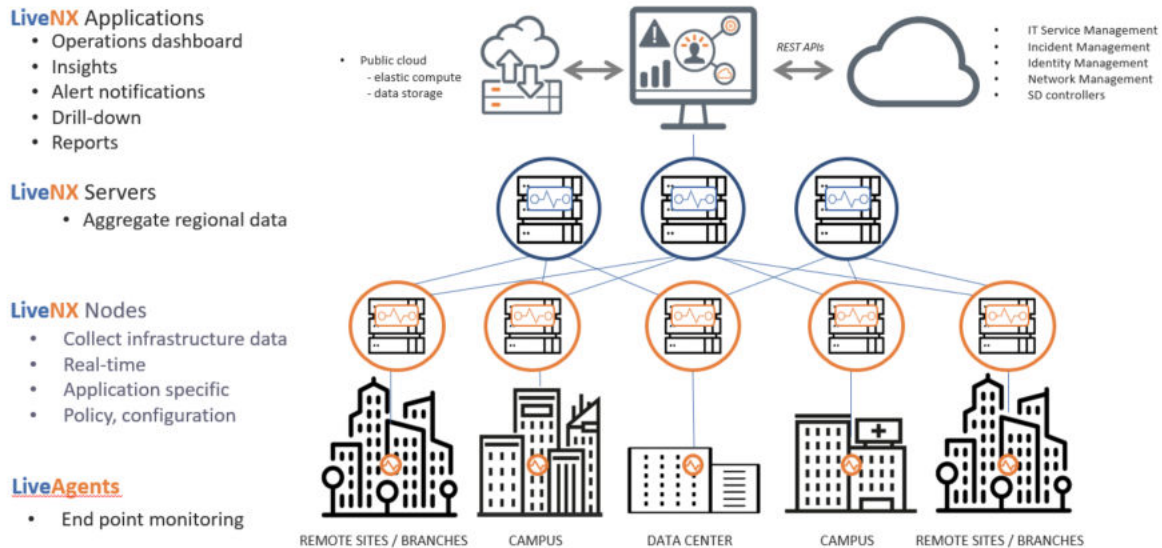 LiveNX Applications
• Operations dashboard
• Insights
• Alert notifications
• Drill-down
• Reports
• Public cloud
- elastic compute
- data storage
REST APIs
• IT Service Management
• Incident Management
• Identity Management
• Network Management
• SD controllers
LiveNX Servers
• Aggregate regional data
LiveNX Nodes
• Collect infrastructure data
• Real-time
• Application specific
• Policy, configuration
LiveAgents
• End point monitoring
REMOTE SITES / BRANCHES
CAMPUS
DATA CENTER
CAMPUS
REMOTE SITES / BRANCHES